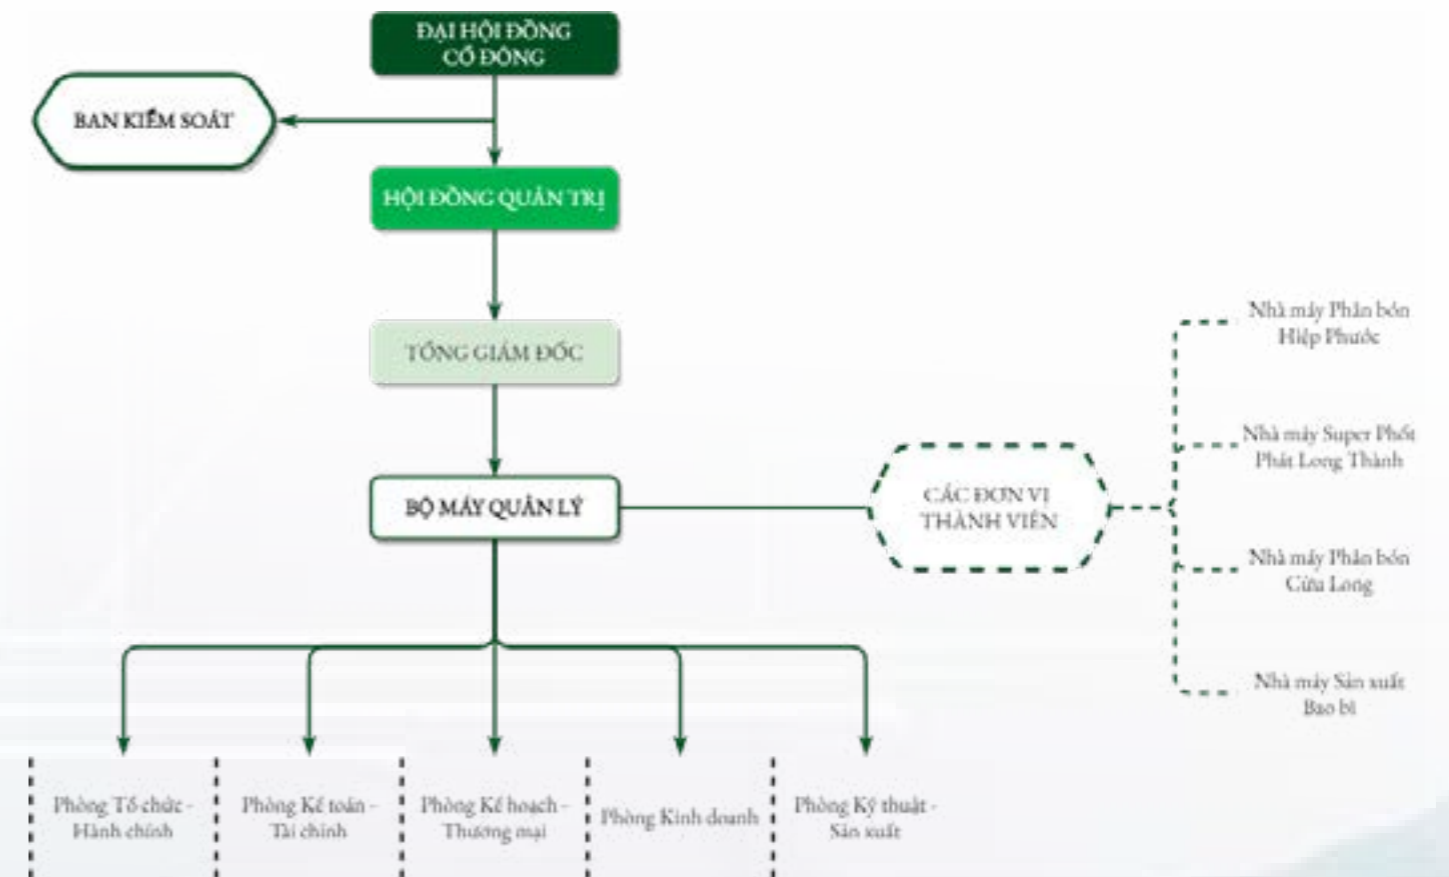 ĐẠI HỘI ĐỒNG
CỔ ĐÔNG
BAN KIỂM SOÁT
HỘI ĐỒNG QUẢN TRỊ
TỔNG GIÁM ĐỐC
BỘ MÁY QUẢN LÝ
CÁC ĐƠN VỊ
THÀNH VIÊN
Nhà máy Phân bón
Hiệp Phước
Nhà máy Super Phốt
Phát Long Thành
Nhà máy Phân bón
Cửu Long
Nhà máy Sản xuất
Bao bì
Phòng Tổ chức -
Hành chính
Phòng Kế toán -
Tài chính
Phòng Kế hoạch -
Thương mại
Phòng Kinh doanh
Phòng Kỹ thuật -
Sản xuất